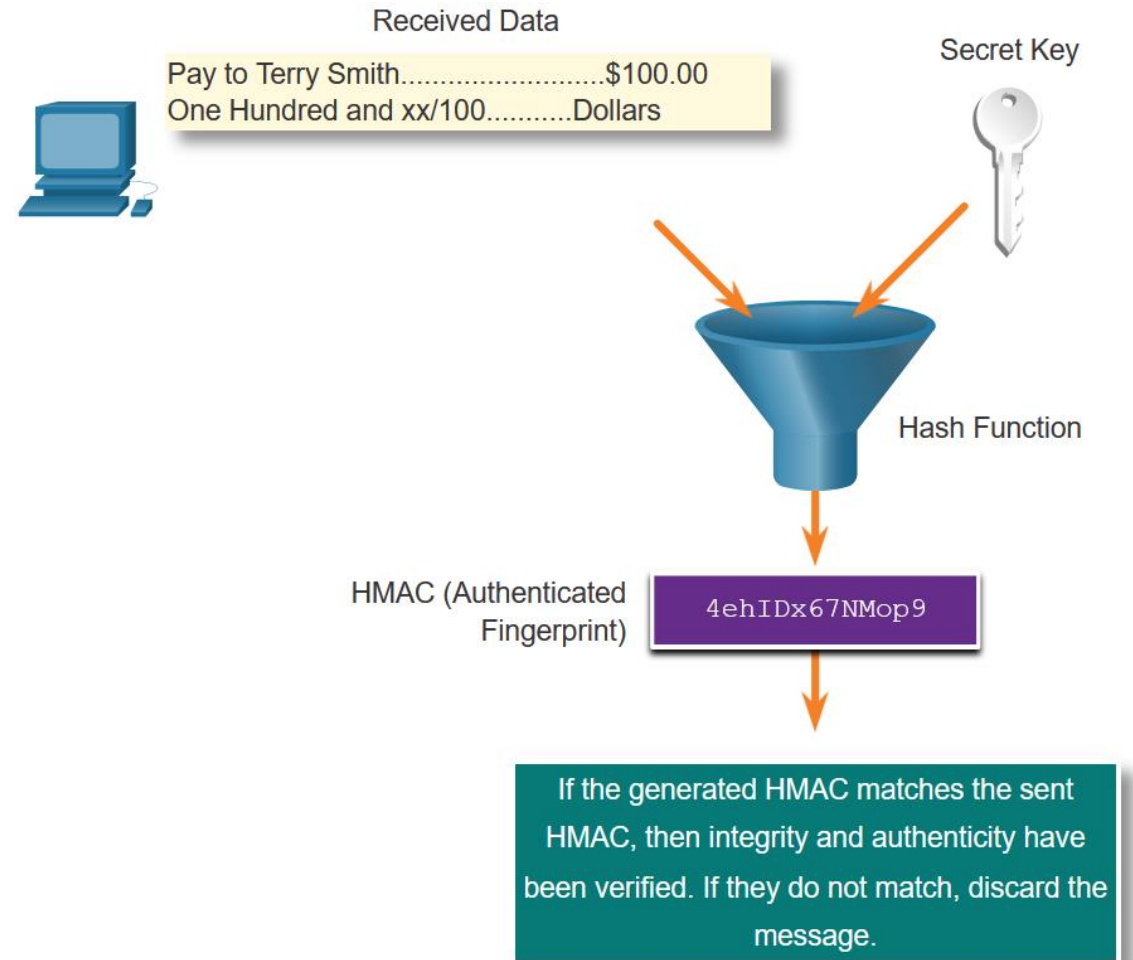 Received Data
Pay to Terry Smith..........................$100.00
One Hundred and xx/100...........Dollars
Secret Key
Hash Function
HMAC (Authenticated
Fingerprint)
4ehIDx67NMop9
If the generated HMAC matches the sent
HMAC, then integrity and authenticity have
been verified. If they do not match, discard the
message.